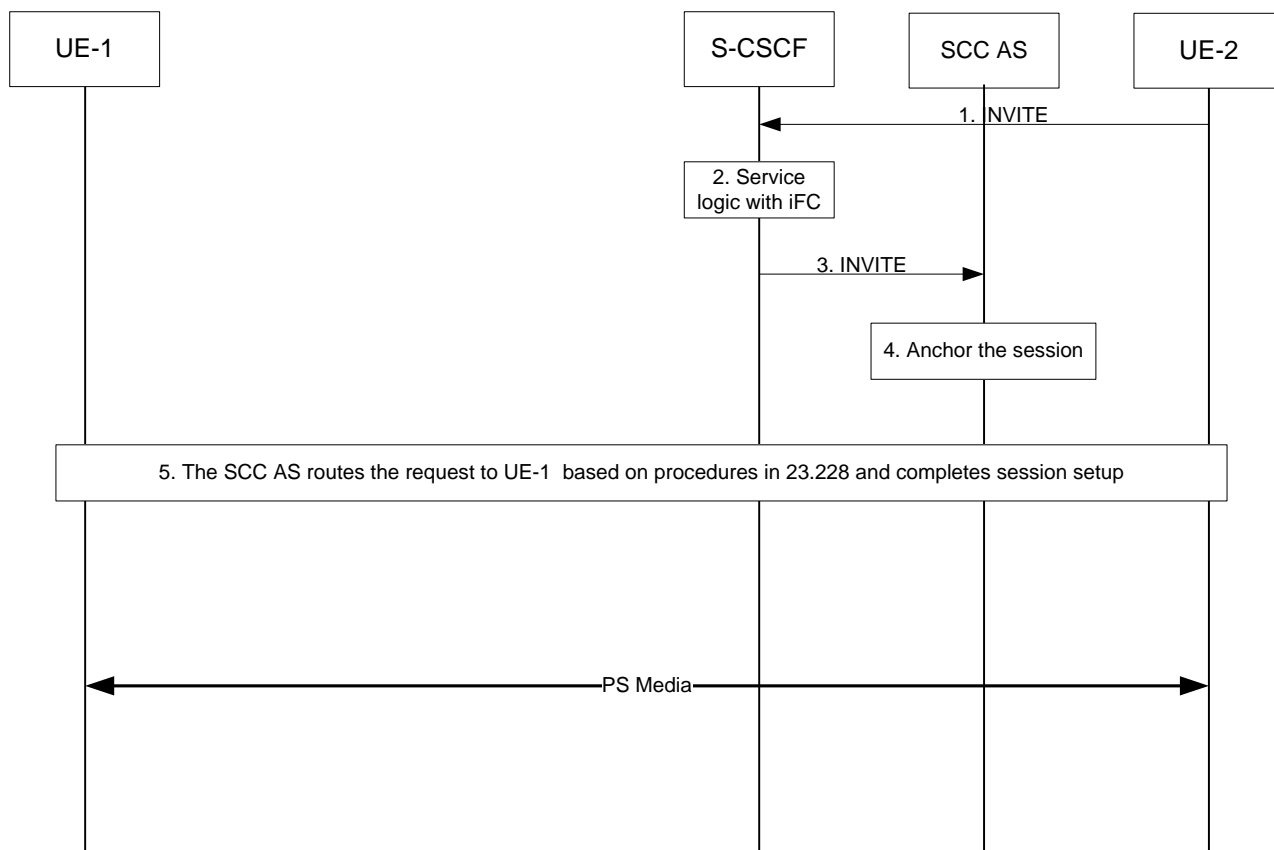 UE-1
S-CSCF
SCC AS
UE-2
1. INVITE
2. Service
logic with iFC
3. INVITE
4. Anchor the session
5. The SCC AS routes the request to UE-1 based on procedures in 23.228 and completes session setup
PS Media